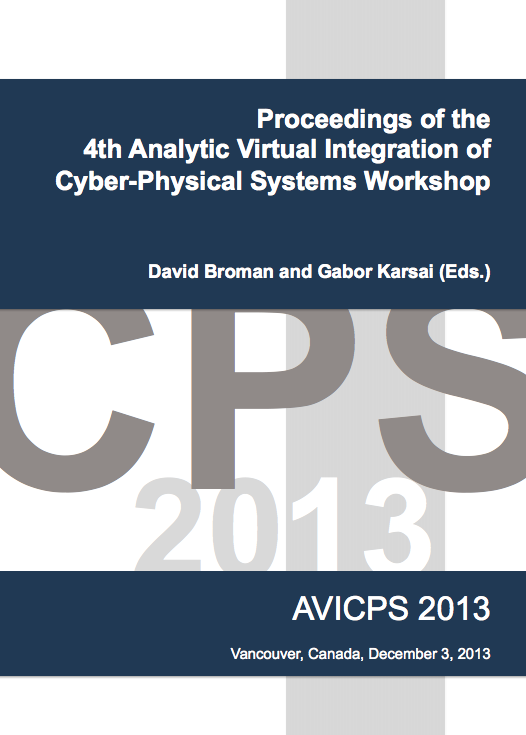 Proceedings of the
4th Analytic Virtual Integration of
Cyber-Physical Systems Workshop
David Broman and Gabor Karsai (Eds.)
CPS
2013
AVICPS 2013
Vancouver, Canada, December 3, 2013